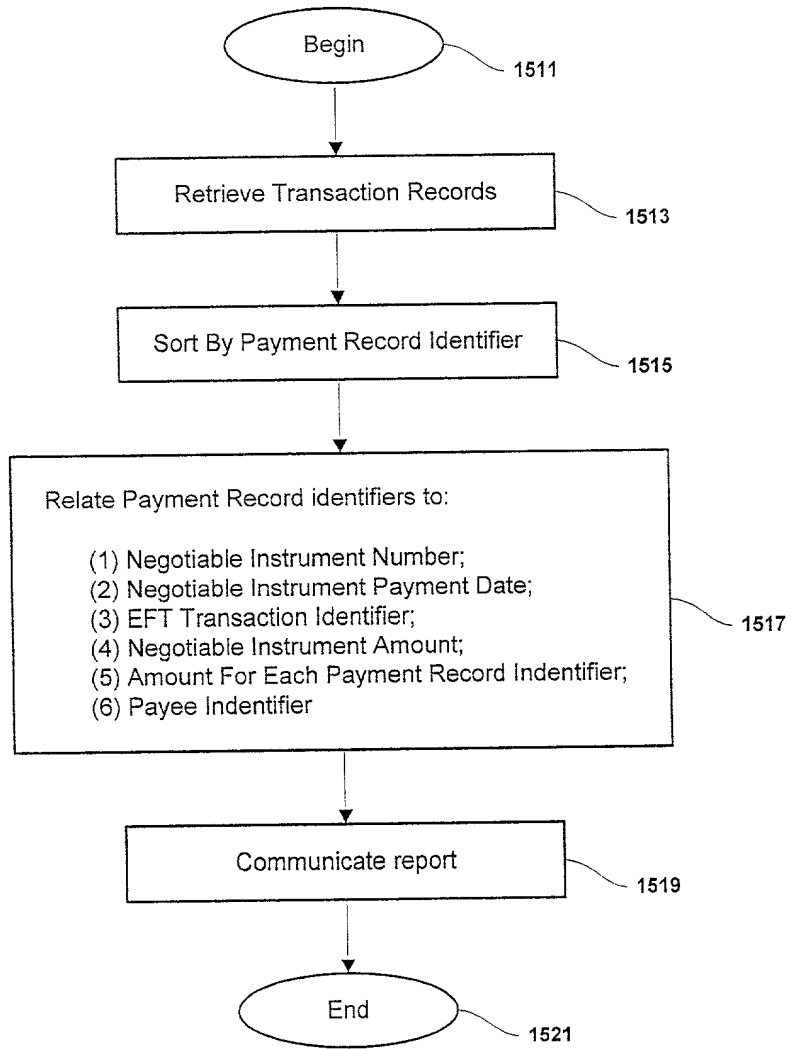 Begin
1511
Retrieve Transaction Records
1513
Sort By Payment Record Identifier
1515
Relate Payment Record identifiers to:
(1) Negotiable Instrument Number;
(2) Negotiable Instrument Payment Date;
(3) EFT Transaction Identifier;
(4) Negotiable Instrument Amount;
(5) Amount For Each Payment Record Indentifier;
(6) Payee Indentifier
1517
Communicate report
1519
End
1521